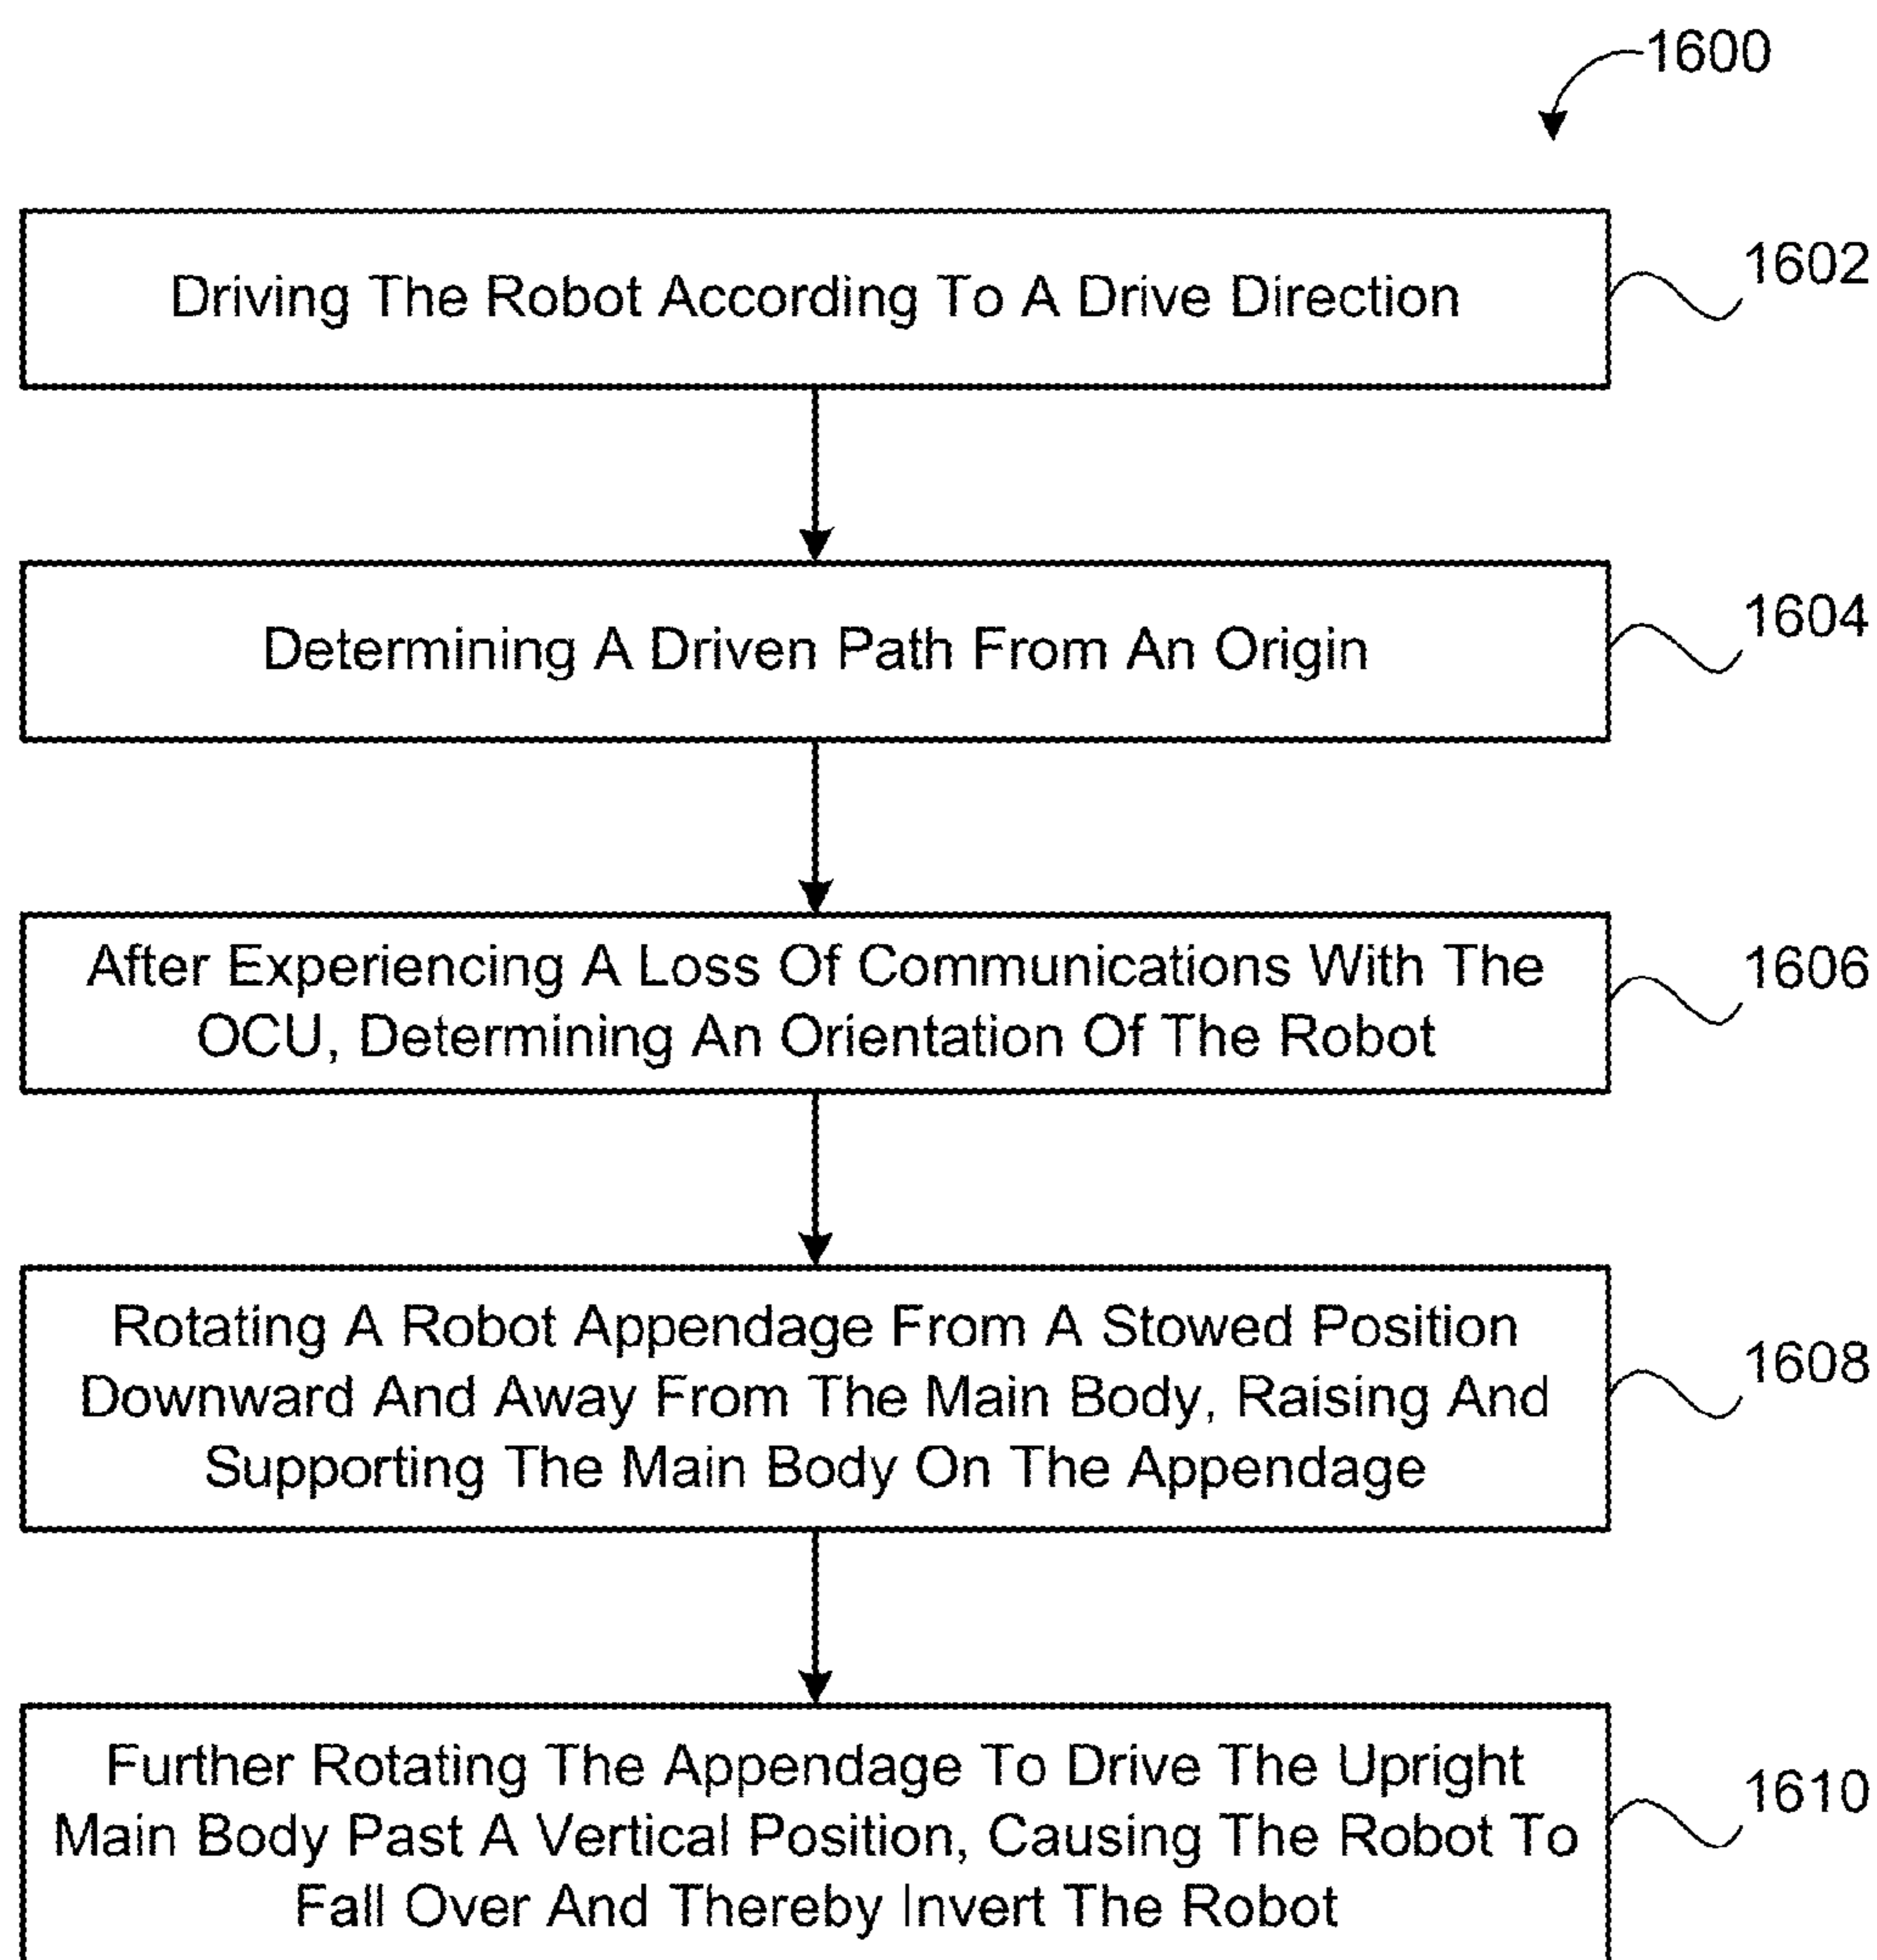 1600
Driving The Robot According To A Drive Direction
1602
Determining A Driven Path From An Origin
1604
After Experiencing A Loss Of Communications With The
OCU, Determining An Orientation Of The Robot
1606
Rotating A Robot Appendage From A Stowed Position
Downward And Away From The Main Body, Raising And
Supporting The Main Body On The Appendage
1608
Further Rotating The Appendage To Drive The Upright
Main Body Past A Vertical Position, Causing The Robot To
Fall Over And Thereby Invert The Robot
1610